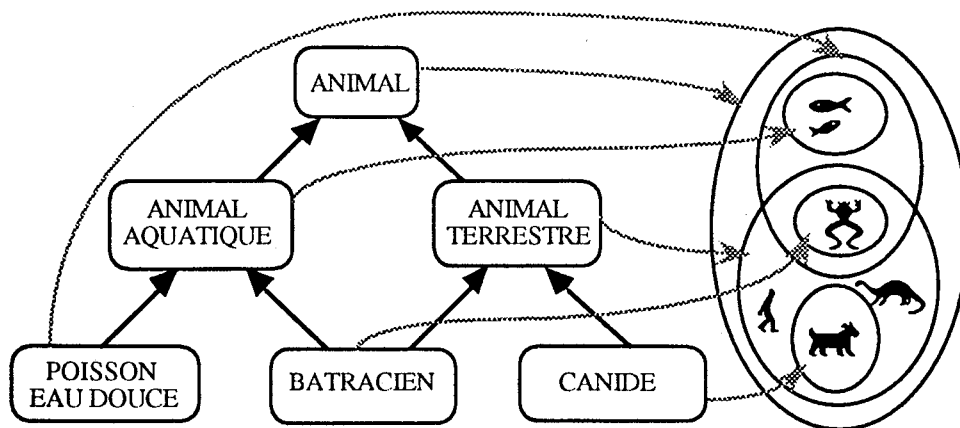 ANIMAL
ANIMAL
AQUATIQUE
ANIMAL
TERRESTRE
POISSON
EAU DOUCE
BATRACIEN
CANIDE